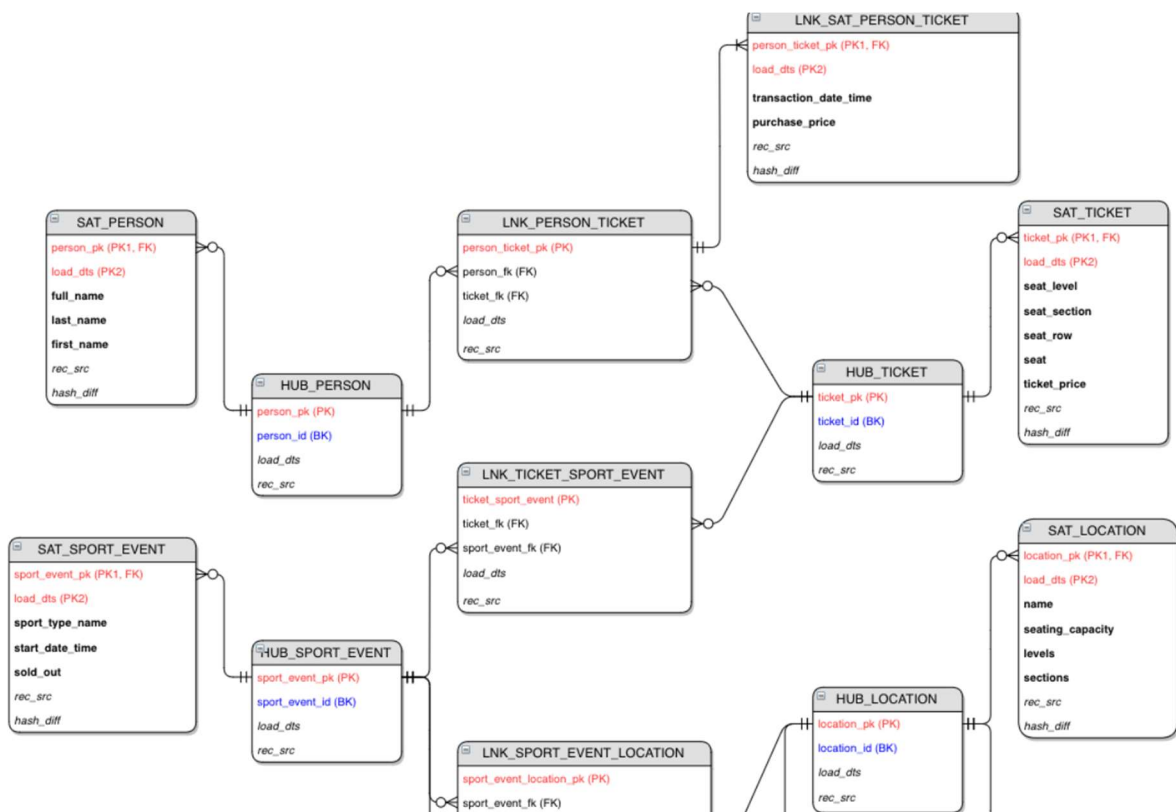 LNK_SAT_PERSON_TICKET
person_ticket_pk (PK1, FK)
load_dts (PK2)
transaction_date_time
purchase_price
rec_src
hash_diff
SAT_PERSON
person_pk (PK1, FK)
load_dts (PK2)
full_name
last_name
first_name
rec_src
hash_diff
LNK_PERSON_TICKET
person_ticket_pk (PK)
person_fk (FK)
ticket_fk (FK)
load_dts
rec_src
SAT_TICKET
ticket_pk (PK1, FK)
load_dts (PK2)
seat_level
seat_section
seat_row
seat
ticket_price
rec_src
hash_diff
HUB_PERSON
person_pk (PK)
person_id (BK)
load_dts
rec_src
HUB_TICKET
ticket_pk (PK)
ticket_id (BK)
load_dts
rec_src
LNK_TICKET_SPORT_EVENT
ticket_sport_event (PK)
ticket_fk (FK)
sport_event_fk (FK)
load_dts
rec_src
SAT_SPORT_EVENT
sport_event_pk (PK1, FK)
load_dts (PK2)
sport_type_name
start_date_time
sold_out
rec_src
hash_diff
SAT_LOCATION
location_pk (PK1, FK)
load_dts (PK2)
name
seating_capacity
levels
sections
rec_src
hash_diff
HUB_SPORT_EVENT
sport_event_pk (PK)
sport_event_id (BK)
load_dts
rec_src
HUB_LOCATION
location_pk (PK)
location_id (BK)
load_dts
rec_src
LNK_SPORT_EVENT_LOCATION
sport_event_location_pk (PK)
sport_event_fk (FK)